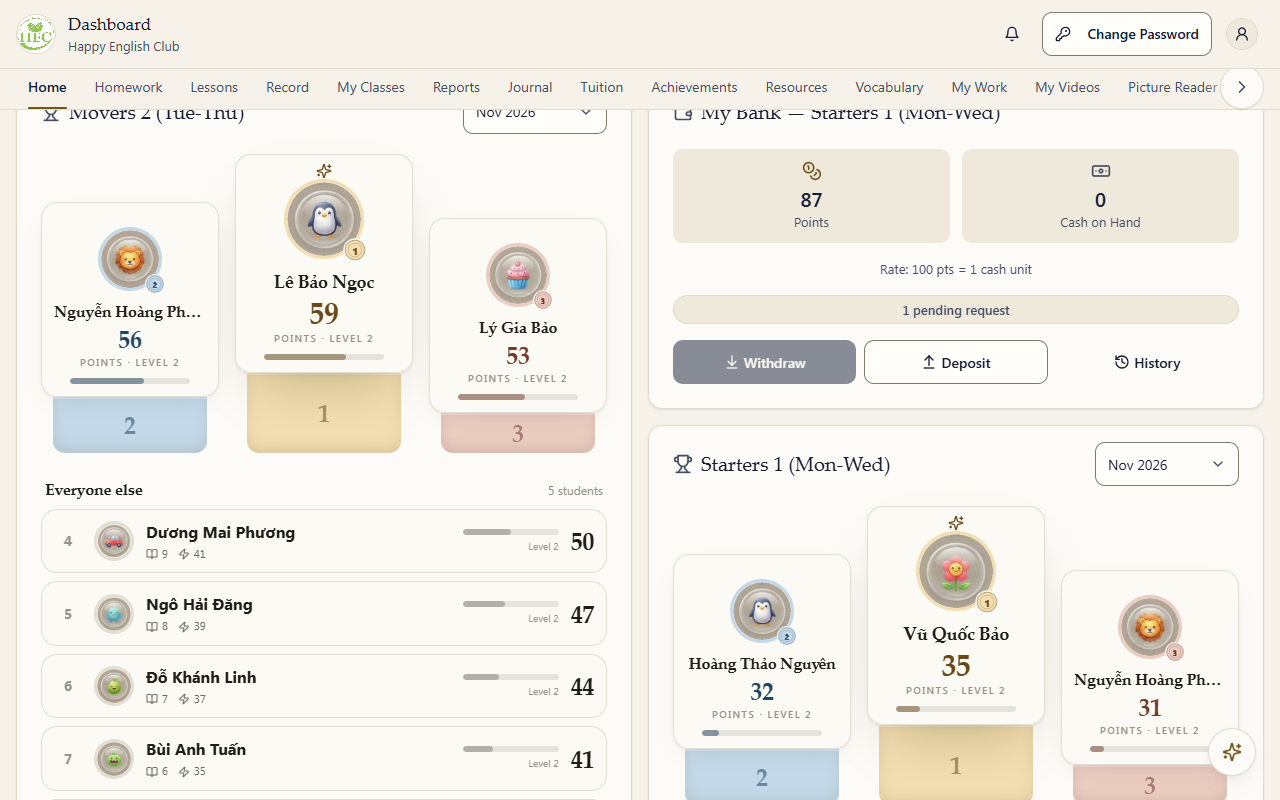 HEC
Dashboard
Happy English Club
Change Password
Home
Homework
Lessons
Record
My Classes
Reports
Journal
Tuition
Achievements
Resources
Vocabulary
My Work
My Videos
Picture Reader
Movers 2 (Tue-Thu)
Nov 2026
2
Nguyễn Hoàng Ph...
56
POINTS · LEVEL 2
2
1
Lê Bảo Ngọc
59
POINTS · LEVEL 2
1
3
Lý Gia Bảo
53
POINTS · LEVEL 2
3
Everyone else
5 students
4
Dương Mai Phương
9 41
Level 2
50
5
Ngô Hải Đăng
8 39
Level 2
47
6
Đỗ Khánh Linh
7 37
Level 2
44
7
Bùi Anh Tuấn
6 35
Level 2
41
My Bank — Starters 1 (Mon-Wed)
87
Points
0
Cash on Hand
Rate: 100 pts = 1 cash unit
1 pending request
Withdraw
Deposit
History
Starters 1 (Mon-Wed)
Nov 2026
2
Hoàng Thảo Nguyên
32
POINTS · LEVEL 2
2
1
Vũ Quốc Bảo
35
POINTS · LEVEL 2
1
3
Nguyễn Hoàng Ph...
31
POINTS · LEVEL 2
3